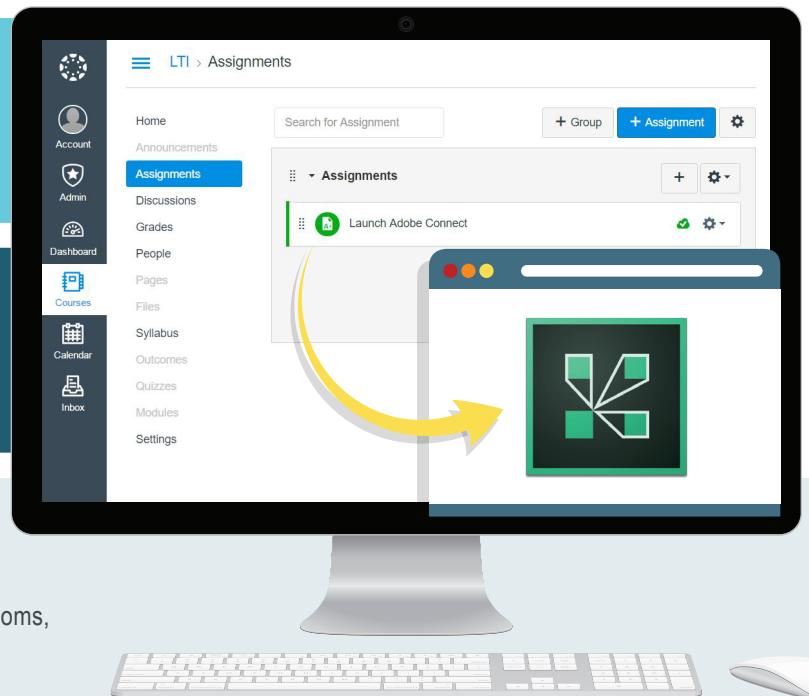 LTI > Assignments
Account
Admin
Dashboard
Courses
Calendar
Inbox
Home
Announcements
Assignments
Discussions
Grades
People
Pages
Files
Syllabus
Outcomes
Quizzes
Modules
Settings
Search for Assignment
+ Group
+ Assignment
Assignments
+
Launch Adobe Connect
A+
oms,